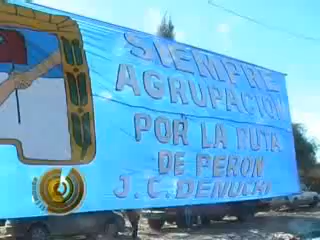 SIEMPRE
AGRUPACION
POR LA RUTA
DE PERON
J.C. DENUCHI